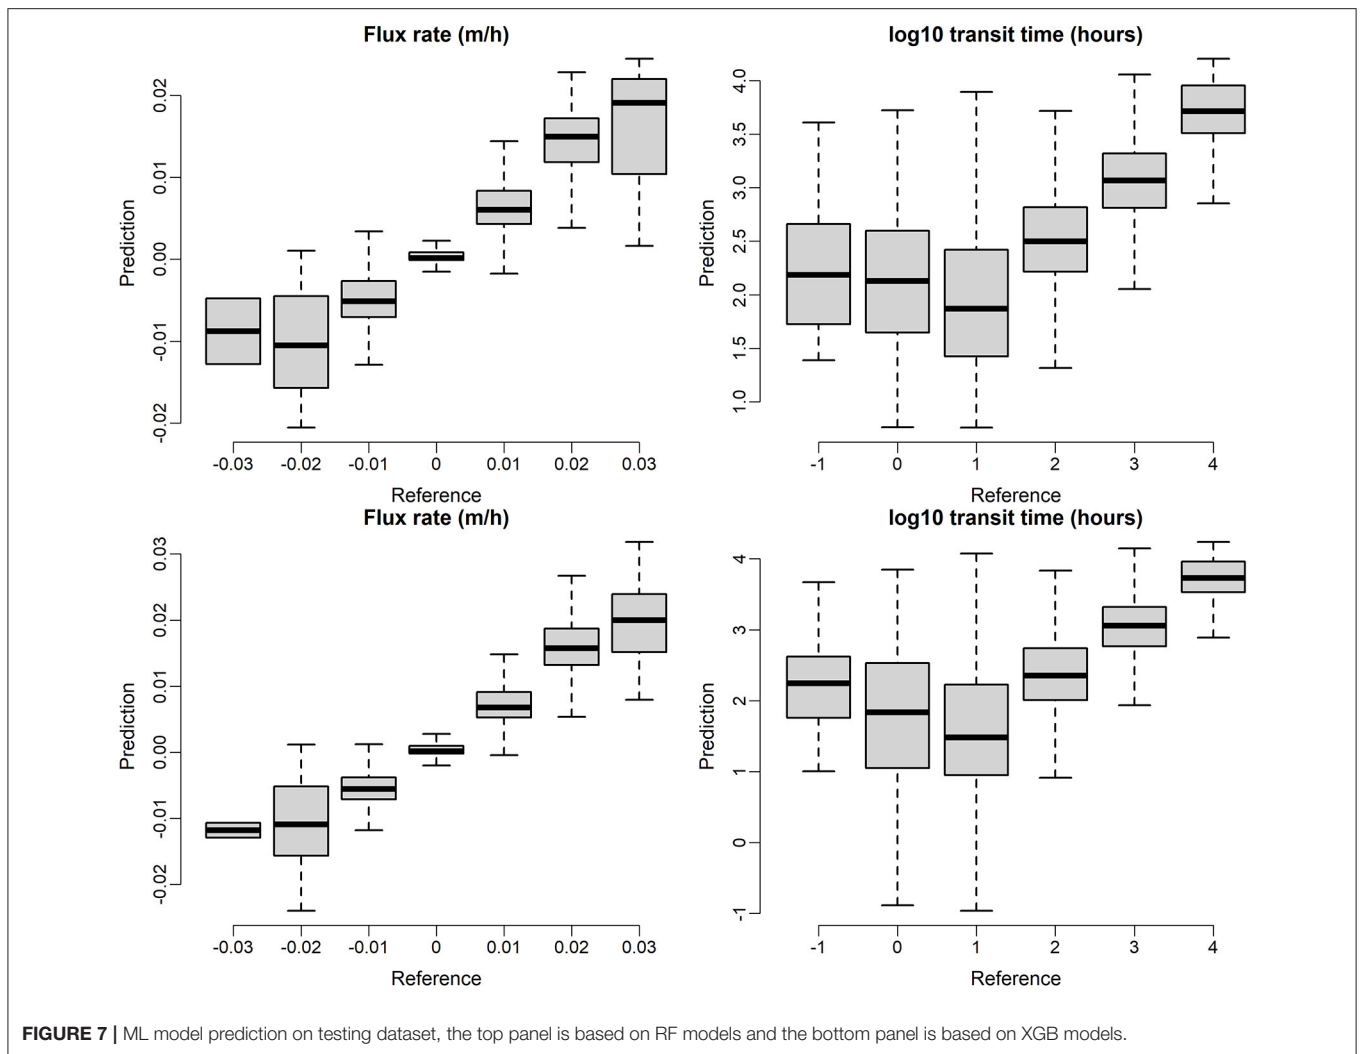 Flux rate (m/h)
Prediction
0.02
0.01
0.00
-0.01
-0.02
-0.03 -0.02 -0.01 0 0.01 0.02 0.03
Reference
log10 transit time (hours)
Prediction
4.0
3.5
3.0
2.5
2.0
1.5
1.0
-1 0 1 2 3 4
Reference
Flux rate (m/h)
Prediction
0.03
0.02
0.01
0.00
-0.01
-0.02
-0.03 -0.02 -0.01 0 0.01 0.02 0.03
Reference
log10 transit time (hours)
Prediction
4
3
2
1
0
-1
-1 0 1 2 3 4
Reference
FIGURE 7 | ML model prediction on testing dataset, the top panel is based on RF models and the bottom panel is based on XGB models.